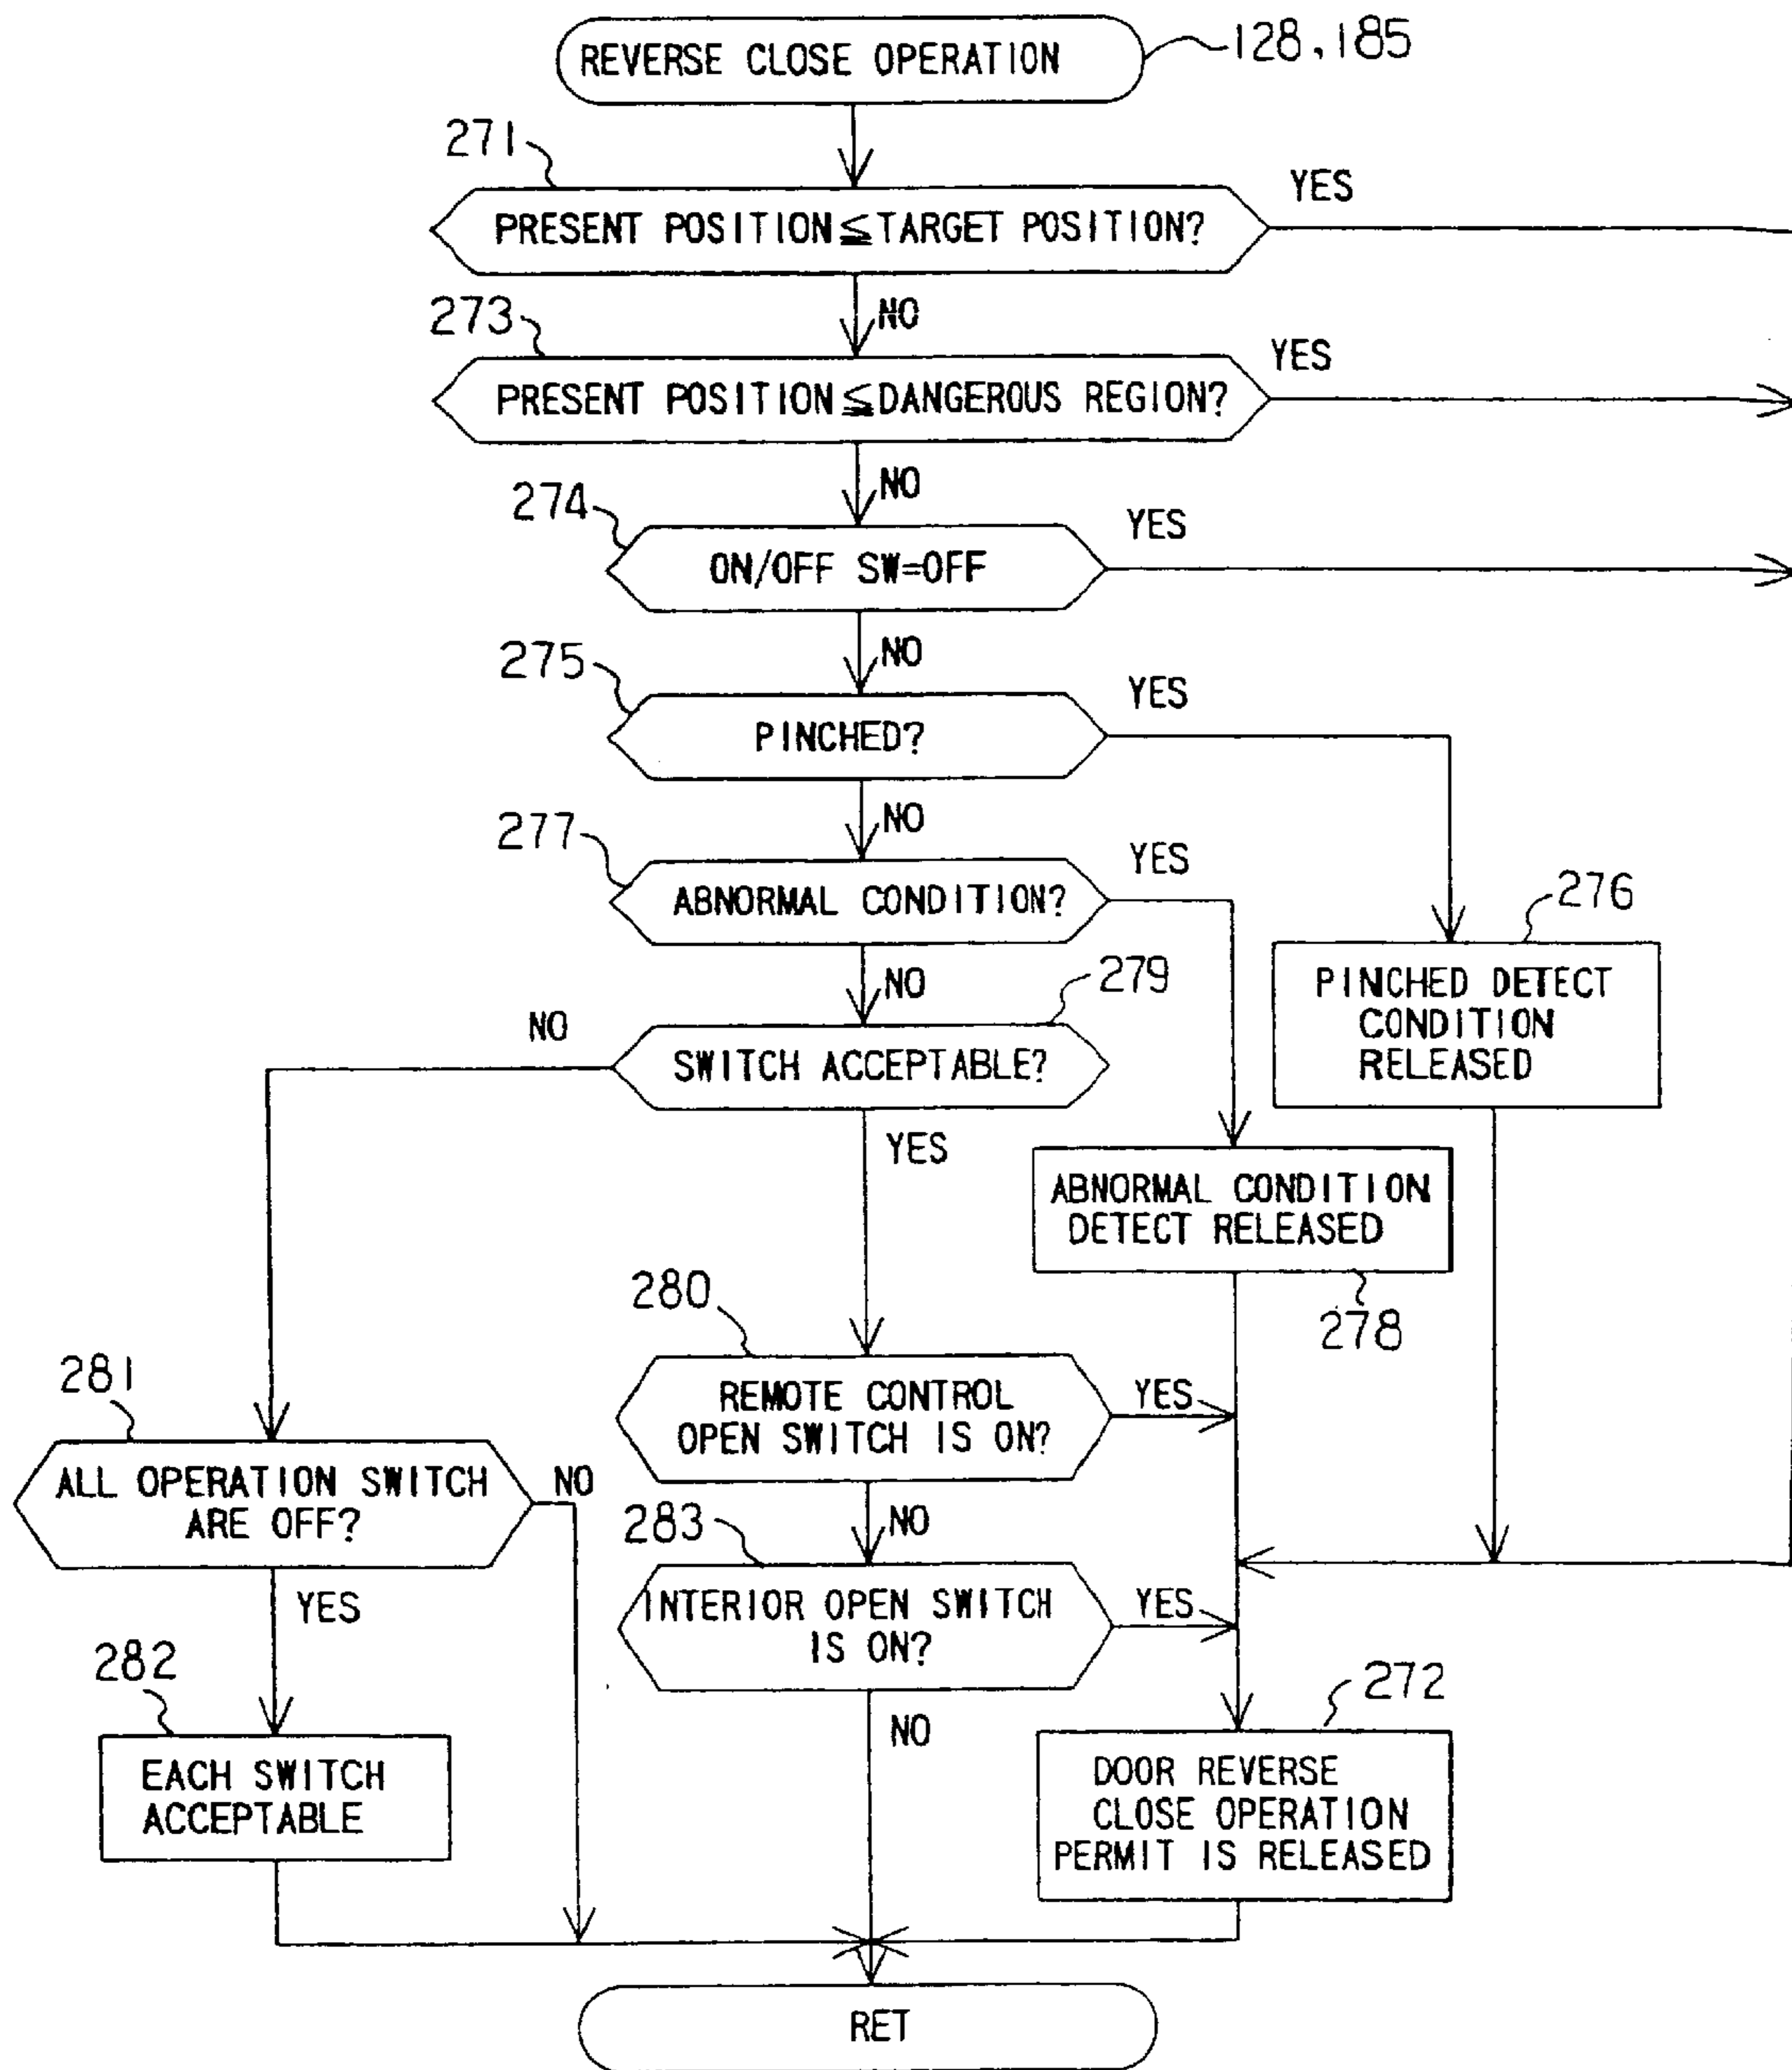 REVERSE CLOSE OPERATION
128,185
271
PRESENT POSITION≦TARGET POSITION?
YES
NO
273
PRESENT POSITION≦DANGEROUS REGION?
YES
NO
274
ON/OFF SW=OFF
YES
NO
275
PINCHED?
YES
NO
277
ABNORMAL CONDITION?
YES
NO
276
PINCHED DETECT
CONDITION
RELEASED
279
SWITCH ACCEPTABLE?
NO
YES
ABNORMAL CONDITION
DETECT RELEASED
278
280
REMOTE CONTROL
OPEN SWITCH IS ON?
YES
NO
281
ALL OPERATION SWITCH
ARE OFF?
NO
YES
283
INTERIOR OPEN SWITCH
IS ON?
YES
NO
282
EACH SWITCH
ACCEPTABLE
272
DOOR REVERSE
CLOSE OPERATION
PERMIT IS RELEASED
RET